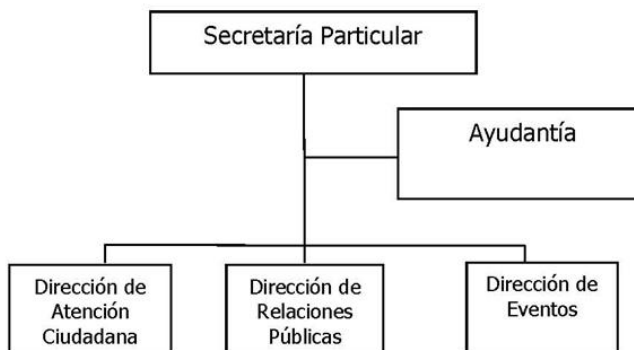 Secretaría Particular
Ayudantía
Dirección de
Atención
Ciudadana
Dirección de
Relaciones
Públicas
Dirección de
Eventos